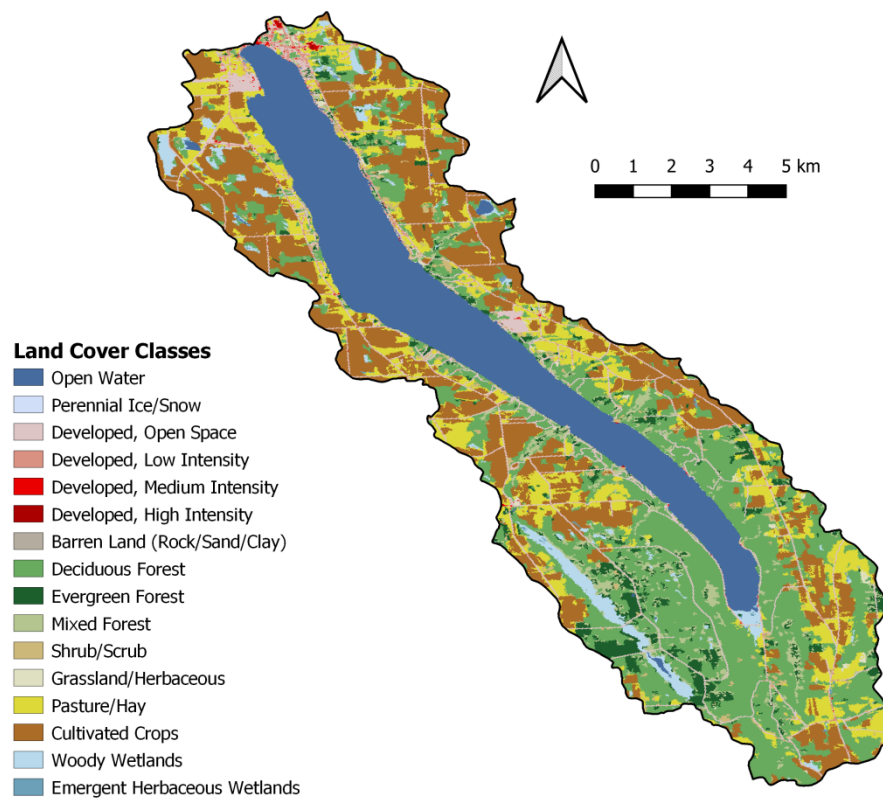 0 1 2 3 4 5 km
Land Cover Classes
Open Water
Perennial Ice/Snow
Developed, Open Space
Developed, Low Intensity
Developed, Medium Intensity
Developed, High Intensity
Barren Land (Rock/Sand/Clay)
Deciduous Forest
Evergreen Forest
Mixed Forest
Shrub/Scrub
Grassland/Herbaceous
Pasture/Hay
Cultivated Crops
Woody Wetlands
Emergent Herbaceous Wetlands